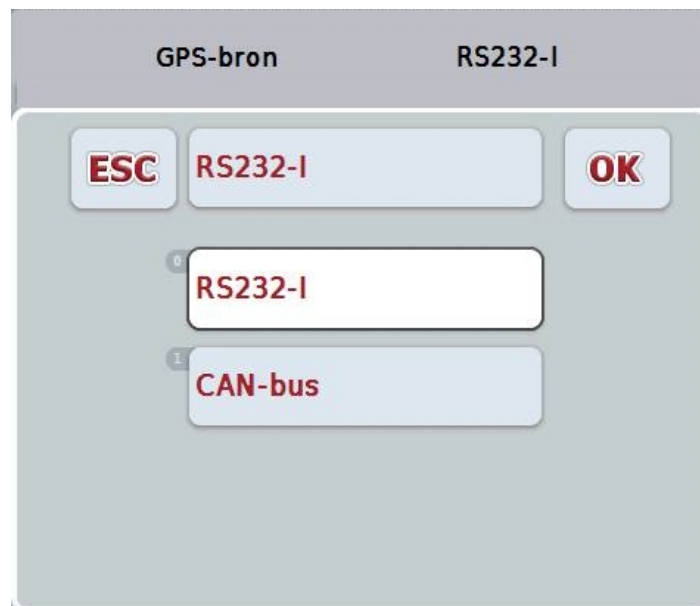 GPS-bron RS232-I
ESC RS232-I OK
0
RS232-I
1
CAN-bus